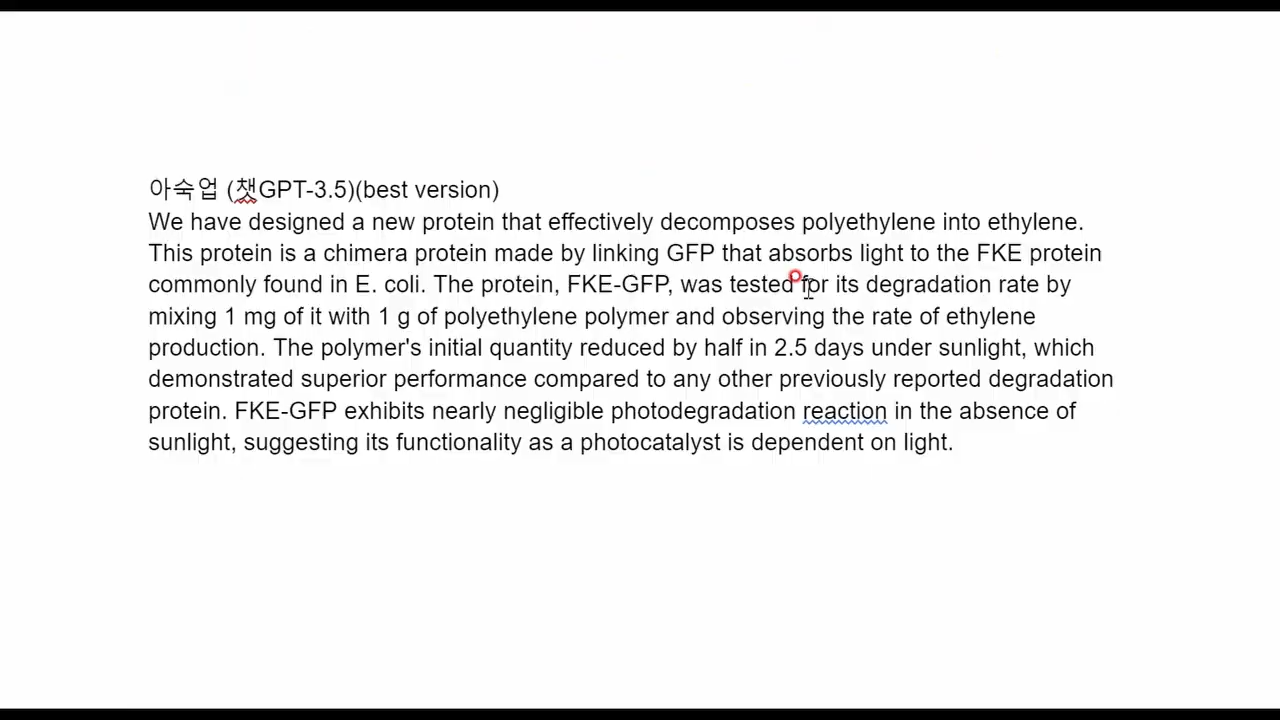 아숙업 (챗GPT-3.5)(best version)
We have designed a new protein that effectively decomposes polyethylene into ethylene.
This protein is a chimera protein made by linking GFP that absorbs light to the FKE protein
commonly found in E. coli. The protein, FKE-GFP, was tested for its degradation rate by
mixing 1 mg of it with 1 g of polyethylene polymer and observing the rate of ethylene
production. The polymer's initial quantity reduced by half in 2.5 days under sunlight, which
demonstrated superior performance compared to any other previously reported degradation
protein. FKE-GFP exhibits nearly negligible photodegradation reaction in the absence of
sunlight, suggesting its functionality as a photocatalyst is dependent on light.